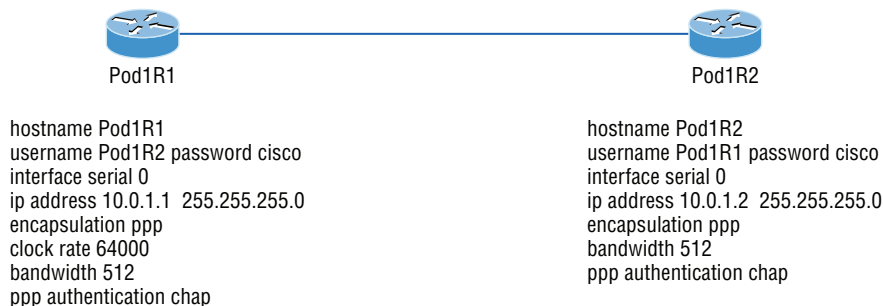 Pod1R1
Pod1R2
hostname Pod1R1
username Pod1R2 password cisco
interface serial 0
ip address 10.0.1.1 255.255.255.0
encapsulation ppp
clock rate 64000
bandwidth 512
ppp authentication chap
hostname Pod1R2
username Pod1R1 password cisco
interface serial 0
ip address 10.0.1.2 255.255.255.0
encapsulation ppp
bandwidth 512
ppp authentication chap